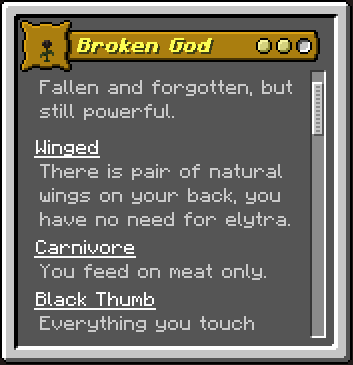 Broken God
Fallen and forgotten, but
still powerful.
Winged
There is pair of natural
wings on your back, you
have no need for elytra.
Carnivore
You feed on meat only.
Black Thumb
Everything you touch